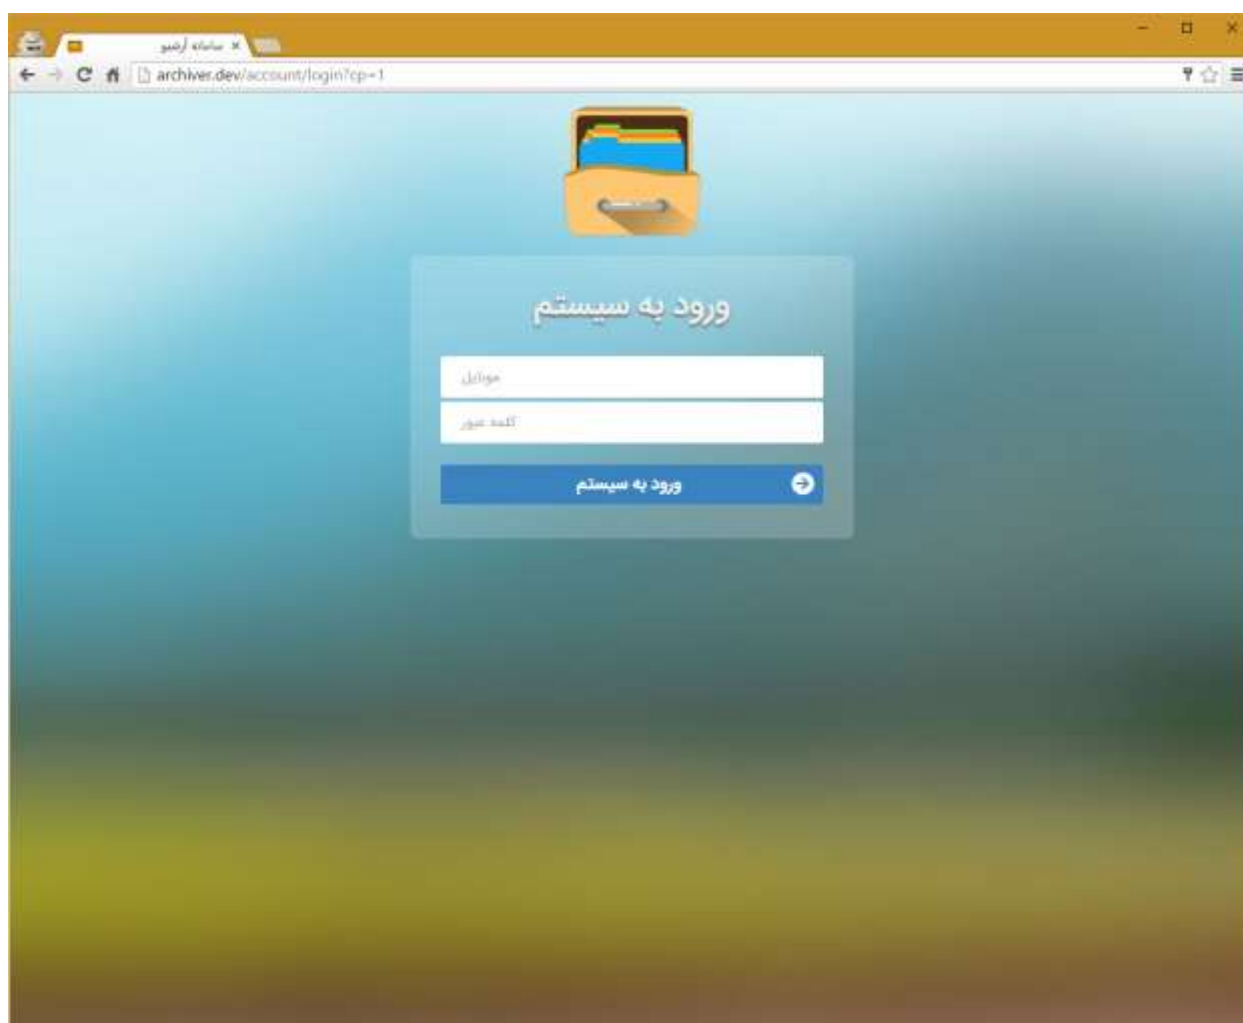 سامانه آرشیو
archiver.dev/account/login?cp=1
ورود به سیستم
موبایل
کلمه عبور
ورود به سیستم